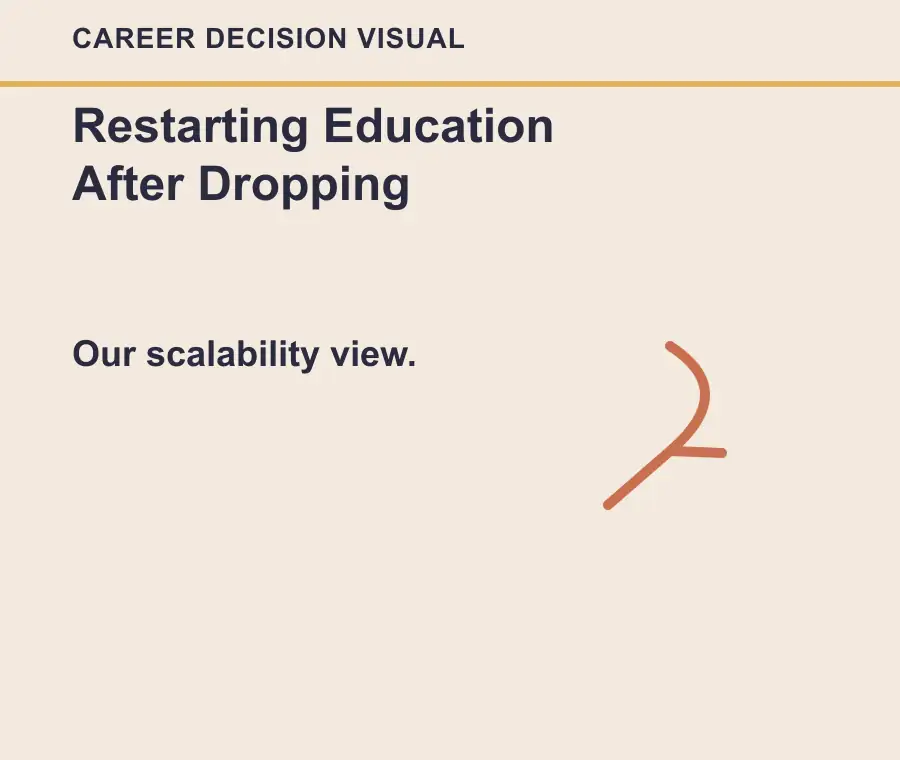 CAREER DECISION VISUAL
Restarting Education
After Dropping
Our scalability view.